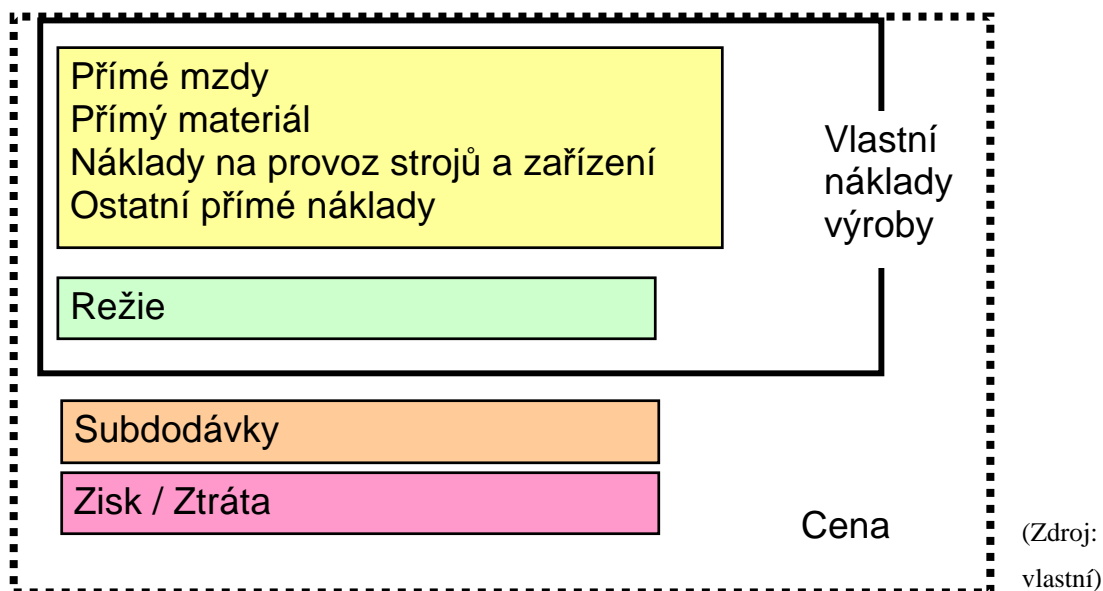 Přímé mzdy
Přímý materiál
Náklady na provoz strojů a zařízení
Ostatní přímé náklady
Vlastní
náklady
výroby
Režie
Subdodávky
Zisk / Ztráta
Cena
(Zdroj:
vlastní)